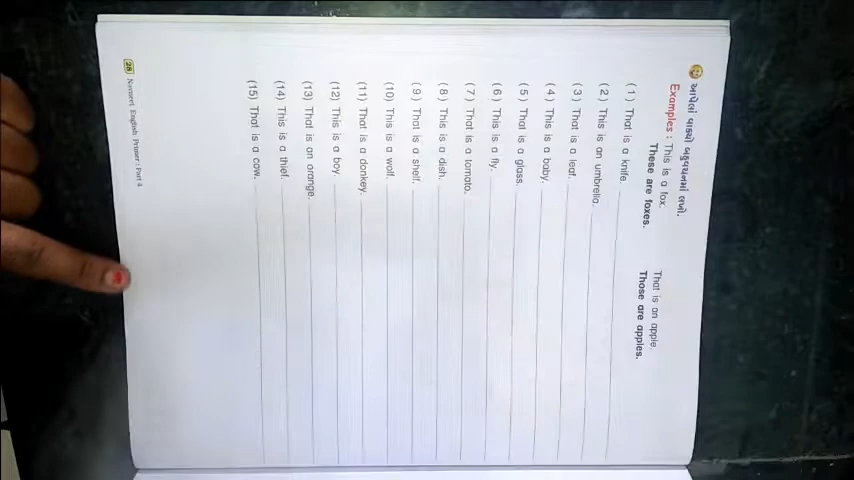 આપેલાં વાક્યો બહુવચનમાં લખો.
Examples : This is a fox. That is an apple.
These are foxes. Those are apples.
(1) That is a knife.
(2) This is an umbrella.
(3) That is a leaf.
(4) This is a baby.
(5) That is a glass.
(6) This is a fly.
(7) That is a tomato.
(8) This is a dish.
(9) That is a shelf.
(10) This is a wolf.
(11) That is a donkey.
(12) This is a boy.
(13) That is an orange.
(14) This is a thief.
(15) That is a cow.
28 Navneet English Primer : Part 4